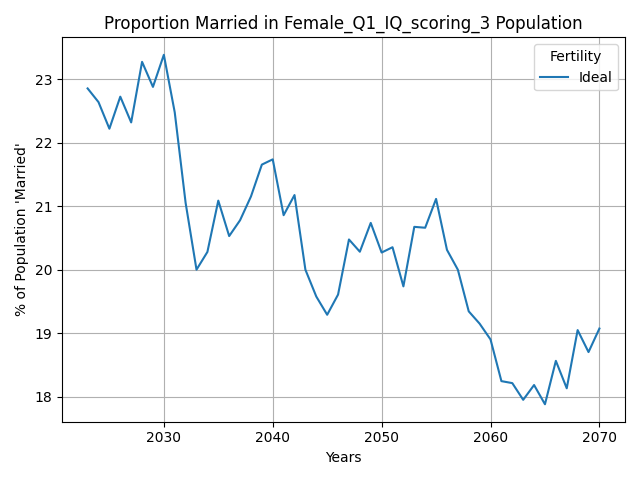 Proportion Married in Female_Q1_IQ_scoring_3 Population
% of Population 'Married'
23
22
21
20
19
18
Fertility
Ideal
2030 2040 2050 2060 2070
Years